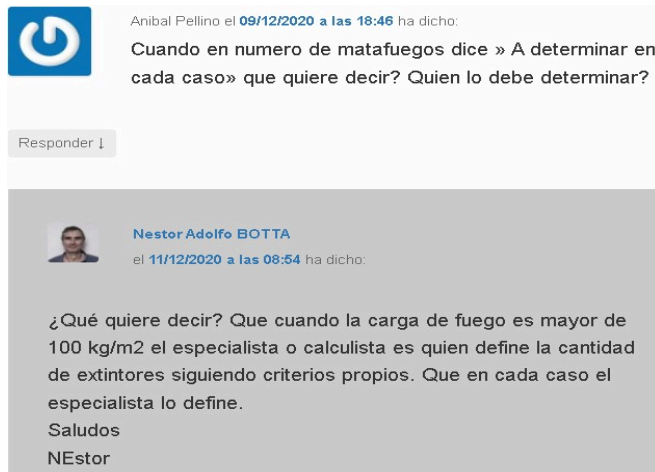 Anibal Pellino el 09/12/2020 a las 18:46 ha dicho:
Cuando en numero de matafuegos dice » A determinar en
cada caso» que quiere decir? Quien lo debe determinar?
Responder ↓
Nestor Adolfo BOTTA
el 11/12/2020 a las 08:54 ha dicho:
¿Qué quiere decir? Que cuando la carga de fuego es mayor de
100 kg/m2 el especialista o calculista es quien define la cantidad
de extintores siguiendo criterios propios. Que en cada caso el
especialista lo define.
Saludos
NEstor